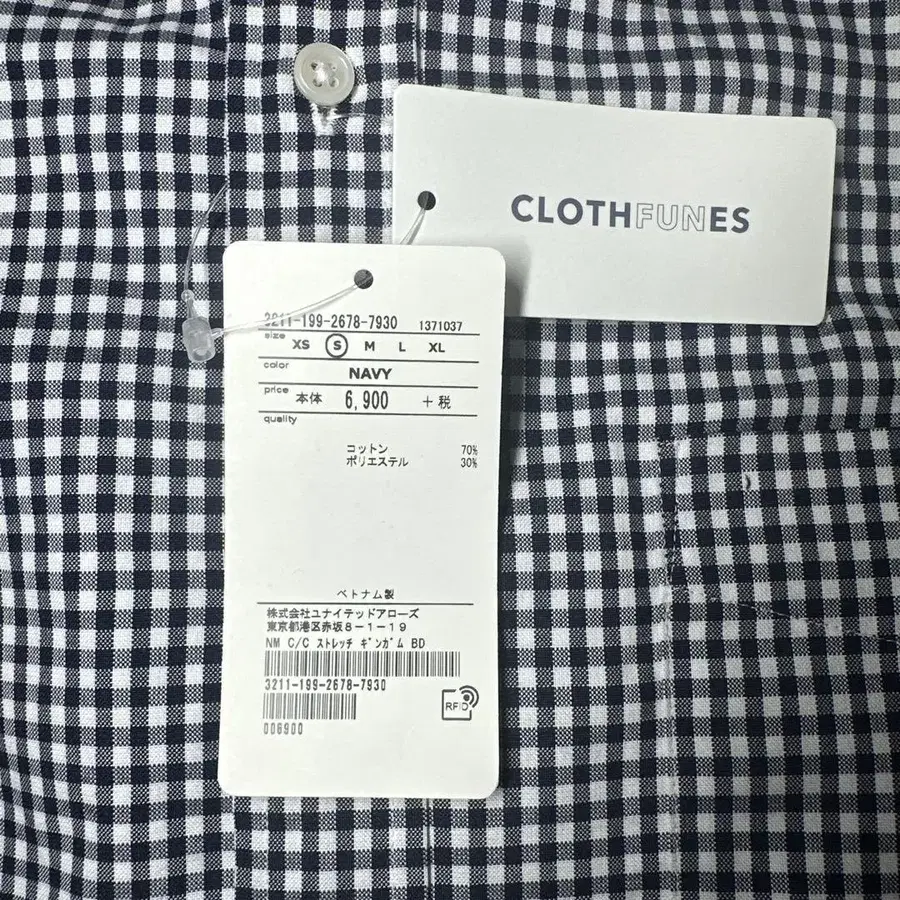 CLOTHFUNES
3211-199-2678-7930 1371037
size XS S M L XL
color NAVY
price 本体 6,900 +税
quality
コットン 70%
ポリエステル 30%
ベトナム製
株式会社ユナイテッドアローズ
東京都港区赤坂8-1-19
NM C/C ストレッチ ギンガム BD
3211-199-2678-7930
RFID
006900